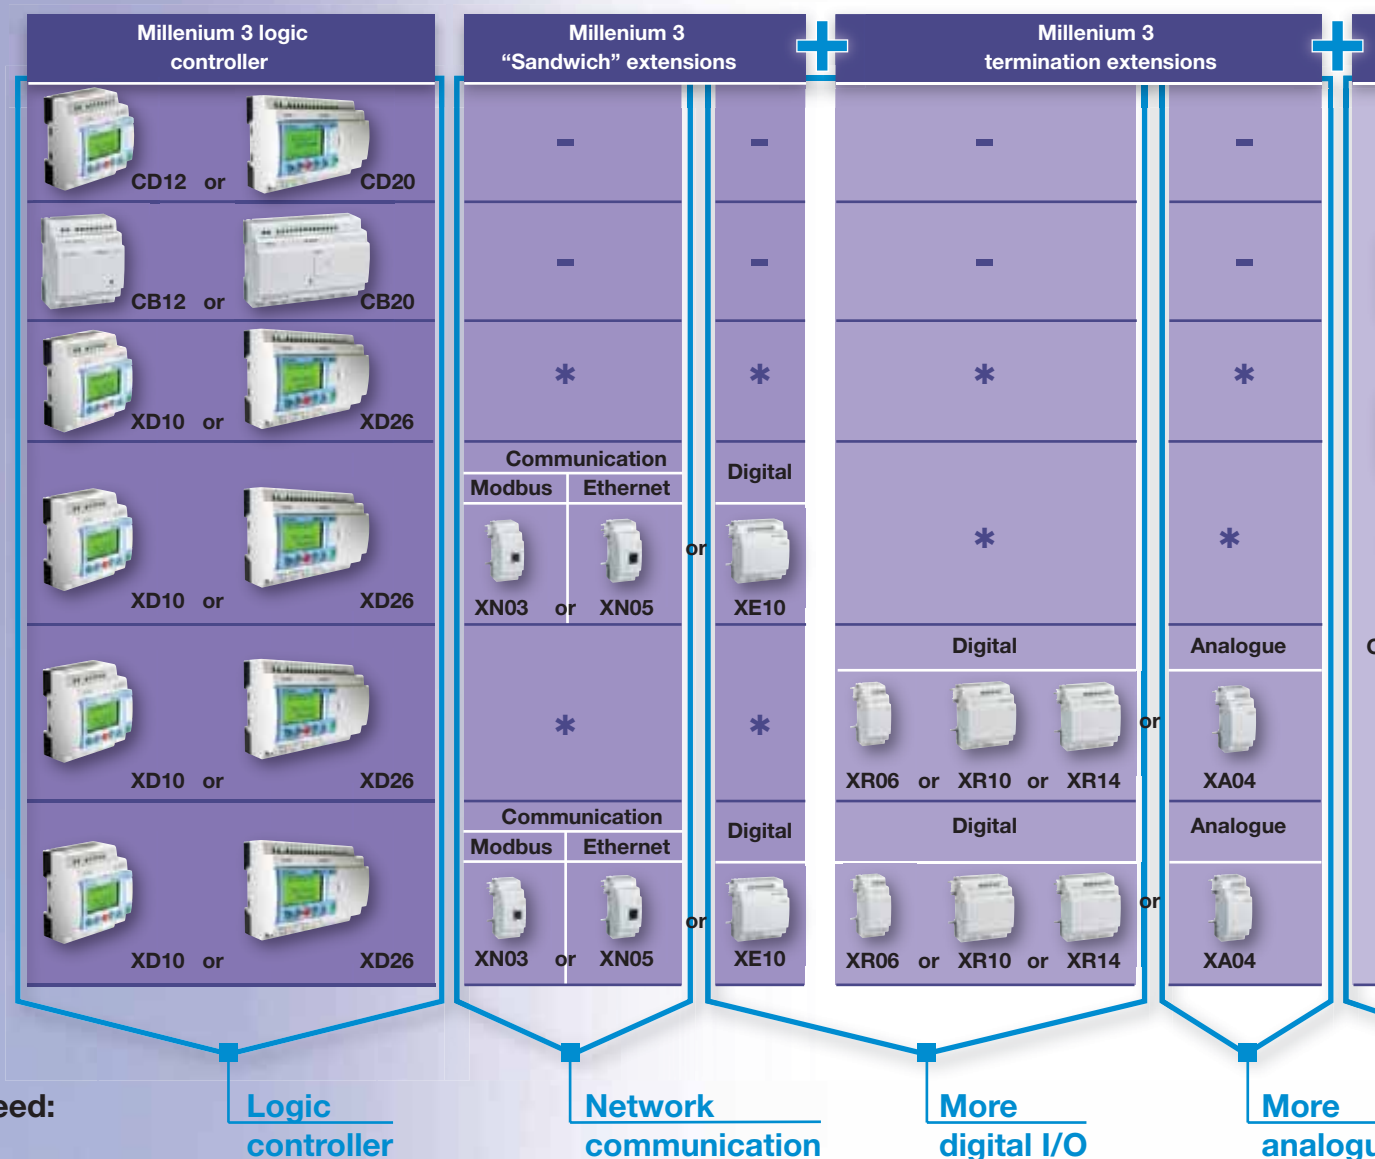 Millenium 3 logic
controller
Millenium 3
“Sandwich” extensions
+
Millenium 3
termination extensions
+
CD12 or CD20
- - - -
CB12 or CB20
- - - -
XD10 or XD26
* * * *
Communication
Modbus Ethernet
Digital
XD10 or XD26
XN03 or XN05
or
XE10
* *
Digital
Analogue
XD10 or XD26
* *
XR06 or XR10 or XR14
or
XA04
Communication
Modbus Ethernet
Digital
Digital
Analogue
XD10 or XD26
XN03 or XN05
or
XE10
XR06 or XR10 or XR14
or
XA04
eed:
Logic
controller
Network
communication
More
digital I/O
More
analogu